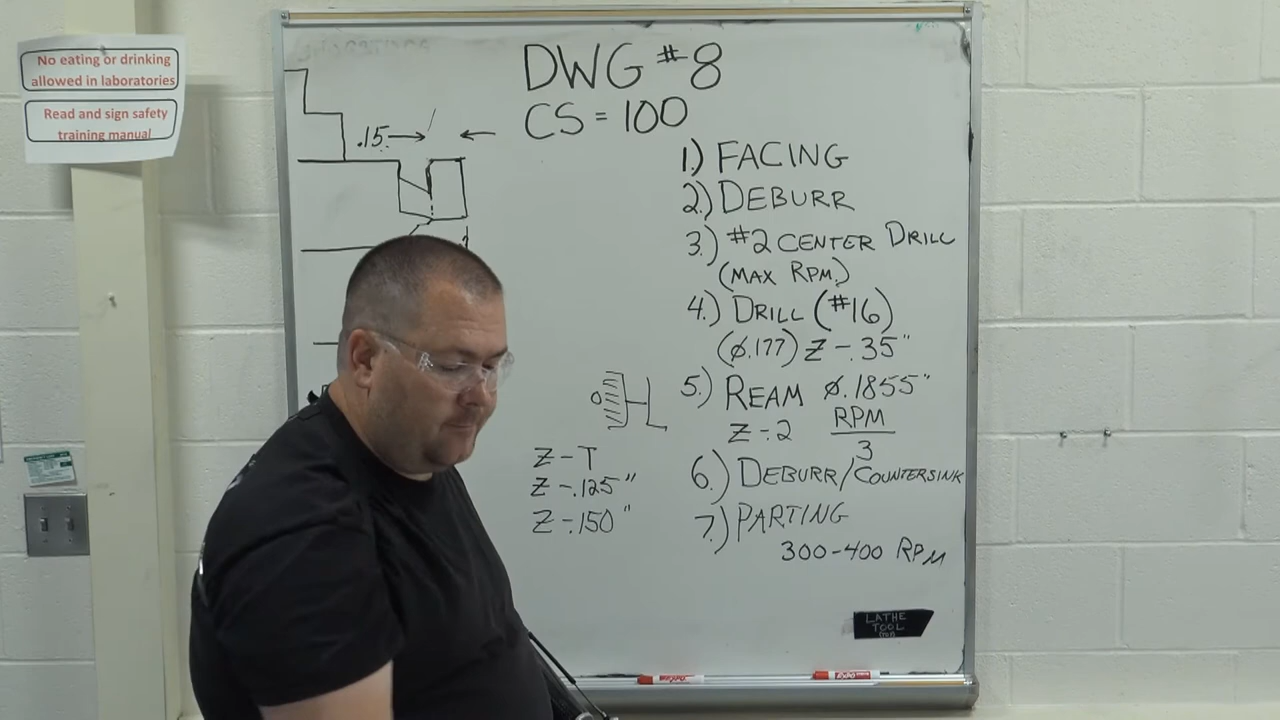 No eating or drinking
allowed in laboratories
Read and sign safety
training manual
DWG #8
CS = 100
.15
1.) FACING
2.) DEBURR
3.) #2 CENTER DRILL
(MAX RPM.)
4.) DRILL (#16)
(Ø.177) Z -.35"
5.) REAM Ø.1855"
Z -.2 RPM
3
6.) DEBURR/COUNTERSINK
7.) PARTING
300-400 RPM
0
Z-T
Z-.125"
Z-.150"
LATHE
TOOL